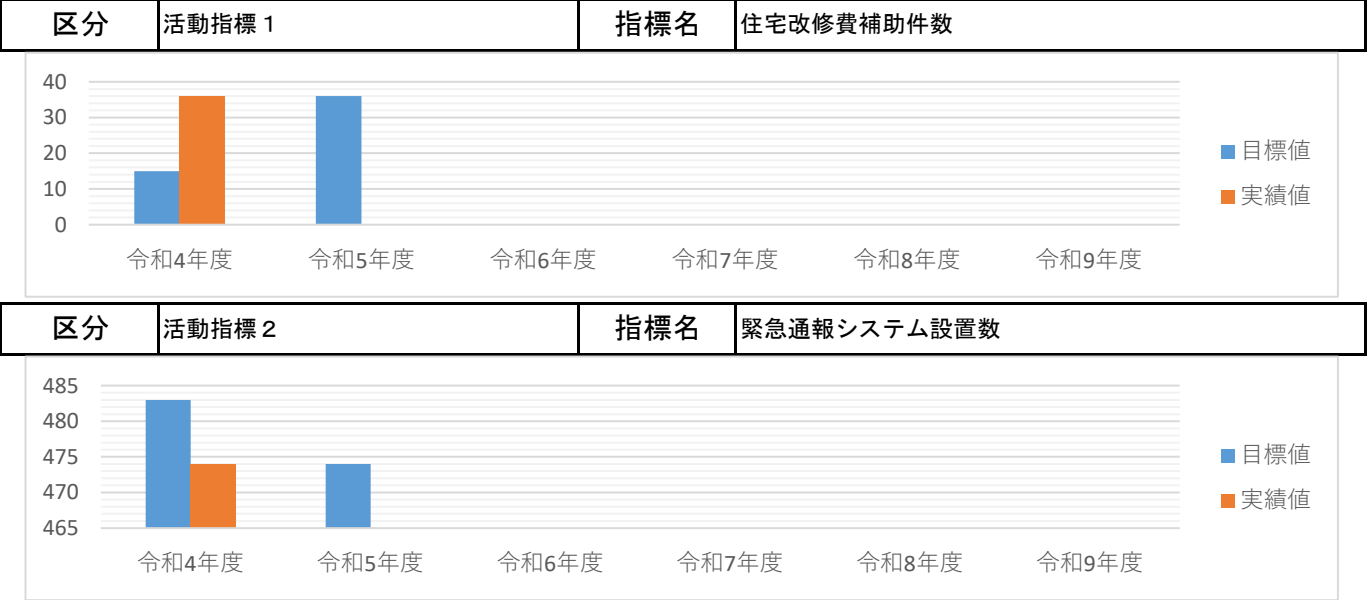 区分 活動指標１ 指標名 住宅改修費補助件数
40
30
20
10
0
令和4年度 令和5年度 令和6年度 令和7年度 令和8年度 令和9年度
目標値
実績値
区分 活動指標２ 指標名 緊急通報システム設置数
485
480
475
470
465
令和4年度 令和5年度 令和6年度 令和7年度 令和8年度 令和9年度
目標値
実績値